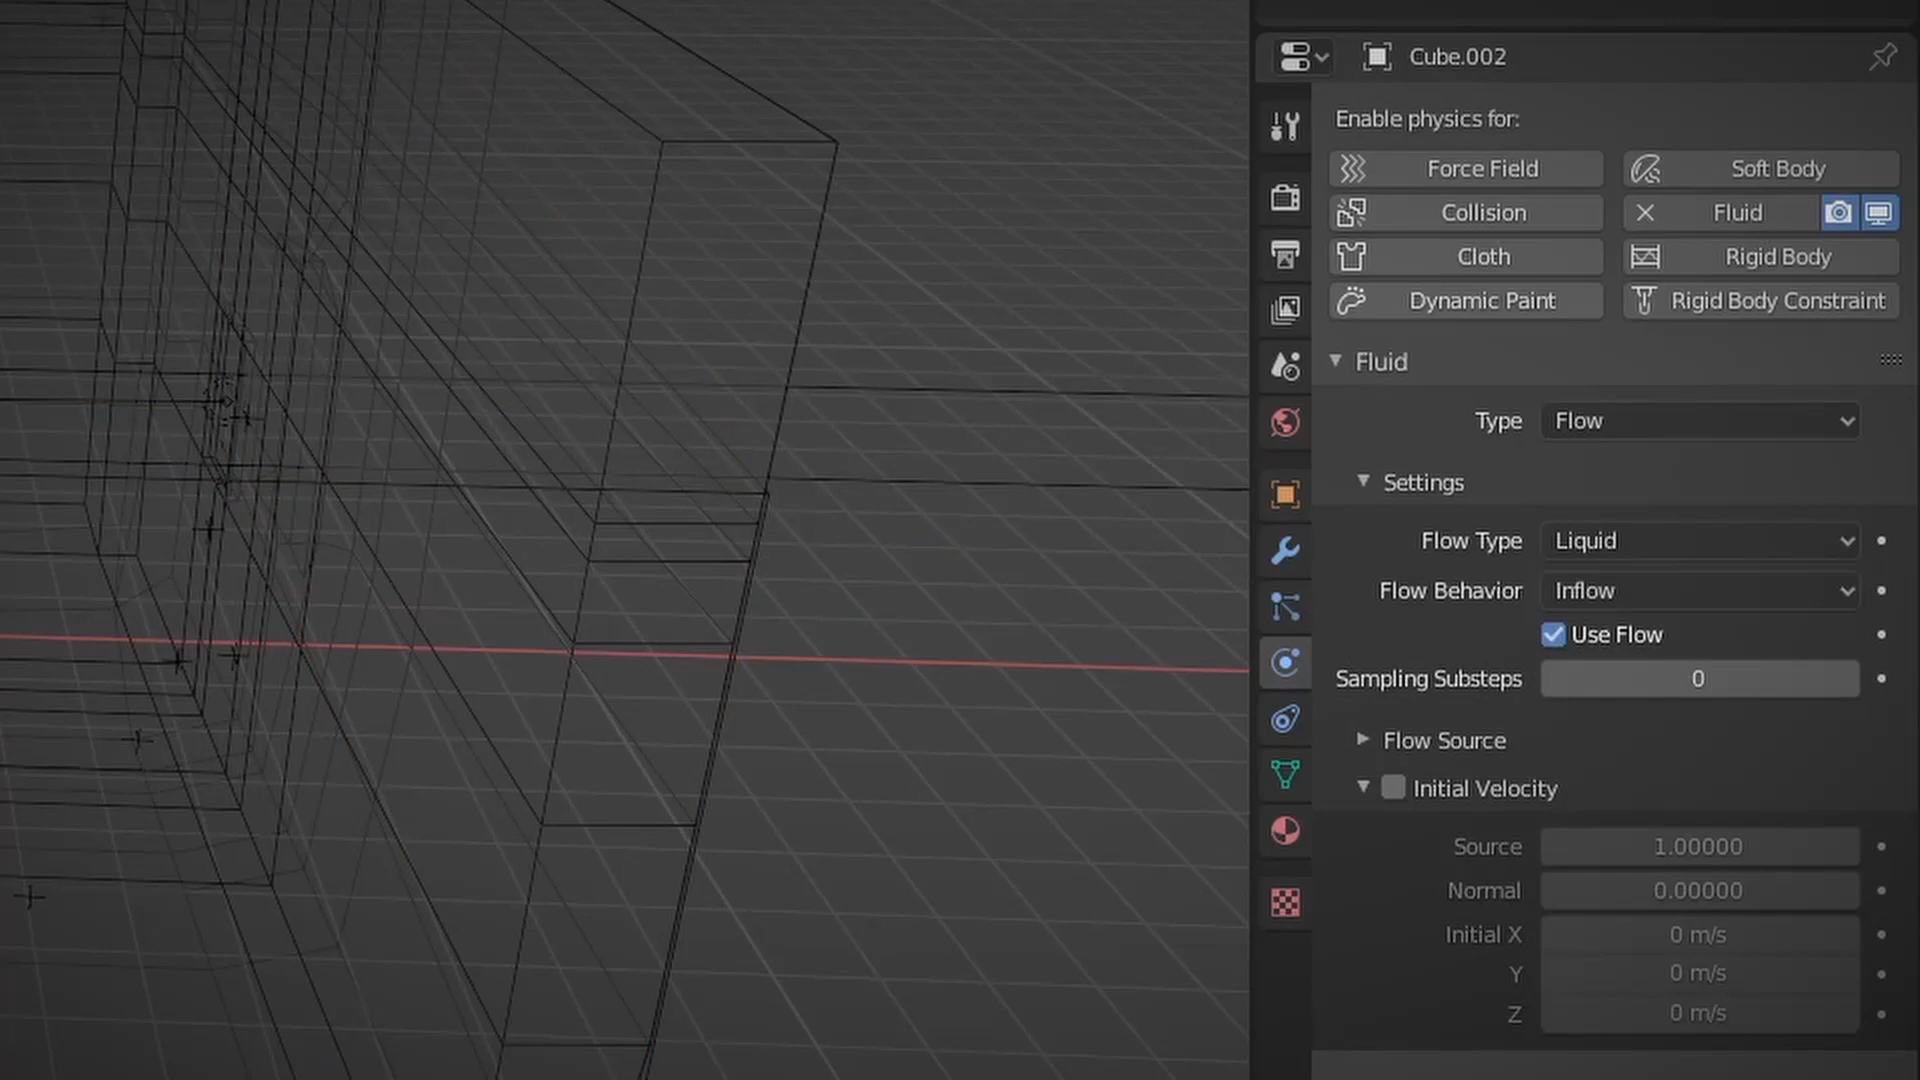 Cube.002
Enable physics for:
Force Field
Soft Body
Collision
Fluid
Cloth
Rigid Body
Dynamic Paint
Rigid Body Constraint
Fluid
Type
Flow
Settings
Flow Type
Liquid
Flow Behavior
Inflow
Use Flow
Sampling Substeps
0
Flow Source
Initial Velocity
Source
1.00000
Normal
0.00000
Initial X
0 m/s
Y
0 m/s
Z
0 m/s